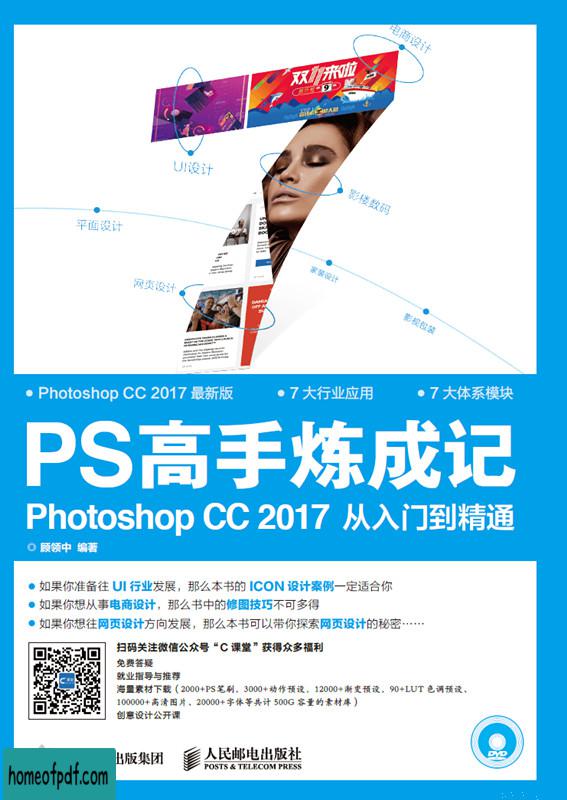 电商设计
双11来啦
UI设计
影楼数码
平面设计
家装设计
网页设计
影视包装
● Photoshop CC 2017 最新版 ● 7 大行业应用 ● 7 大体系模块
PS高手炼成记
Photoshop CC 2017 从入门到精通
◎ 顾领中 编著
● 如果你准备往 UI 行业发展，那么本书的 ICON 设计案例一定适合你
● 如果你想从事电商设计，那么书中的修图技巧不可多得
● 如果你想往网页设计方向发展，那么本书可以带你探索网页设计的秘密……
扫码关注微信公众号“C 课堂”获得众多福利
免费答疑
就业指导与推荐
海量素材下载（2000+PS笔刷、3000+动作预设、12000+渐变预设、90+LUT 色调预设、
100000+高清图片、20000+字体等共计 500G 容量的素材库）
创意设计公开课
DVD
出版集团 人民邮电出版社
POSTS & TELECOM PRESS
homeofpdf.com